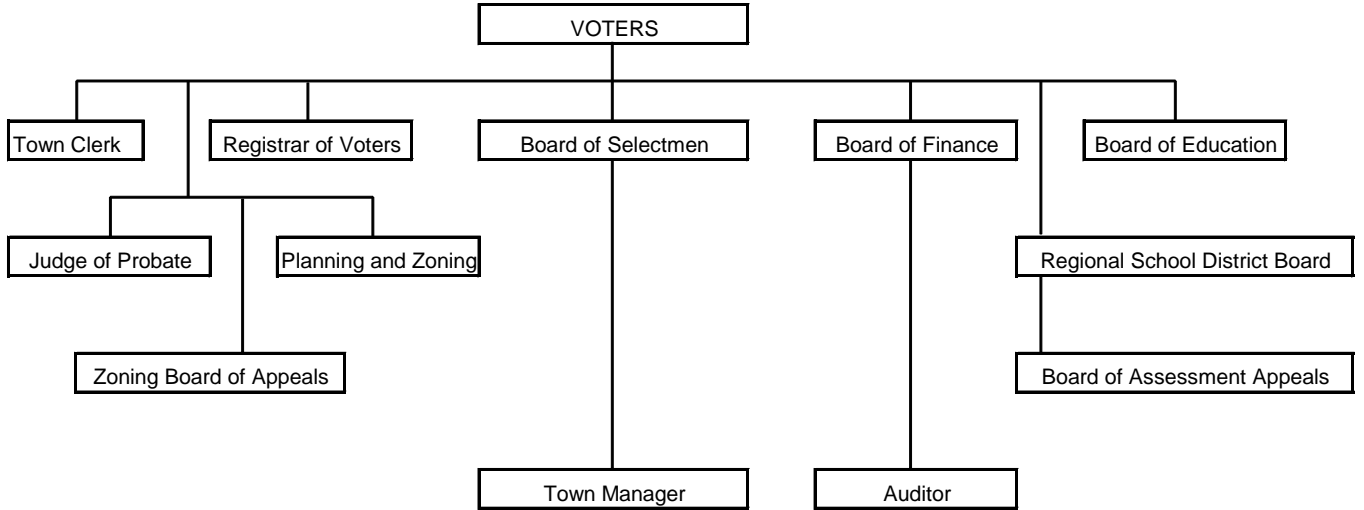 VOTERS
Town Clerk
Registrar of Voters
Board of Selectmen
Board of Finance
Board of Education
Judge of Probate
Planning and Zoning
Regional School District Board
Zoning Board of Appeals
Board of Assessment Appeals
Town Manager
Auditor